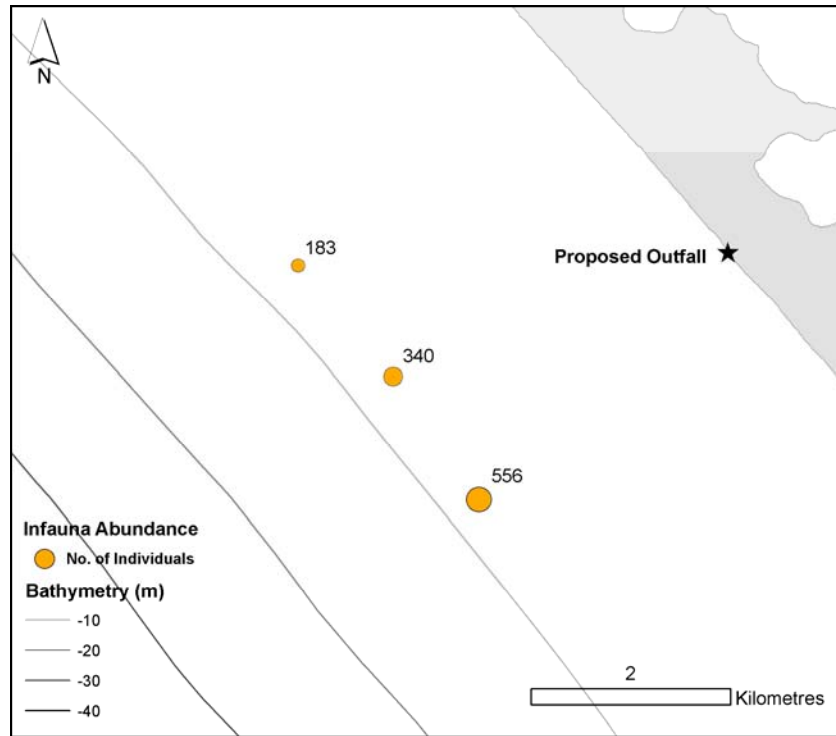 N
183
Proposed Outfall
340
556
Infauna Abundance
No. of Individuals
Bathymetry (m)
-10
-20
-30
-40
2
Kilometres